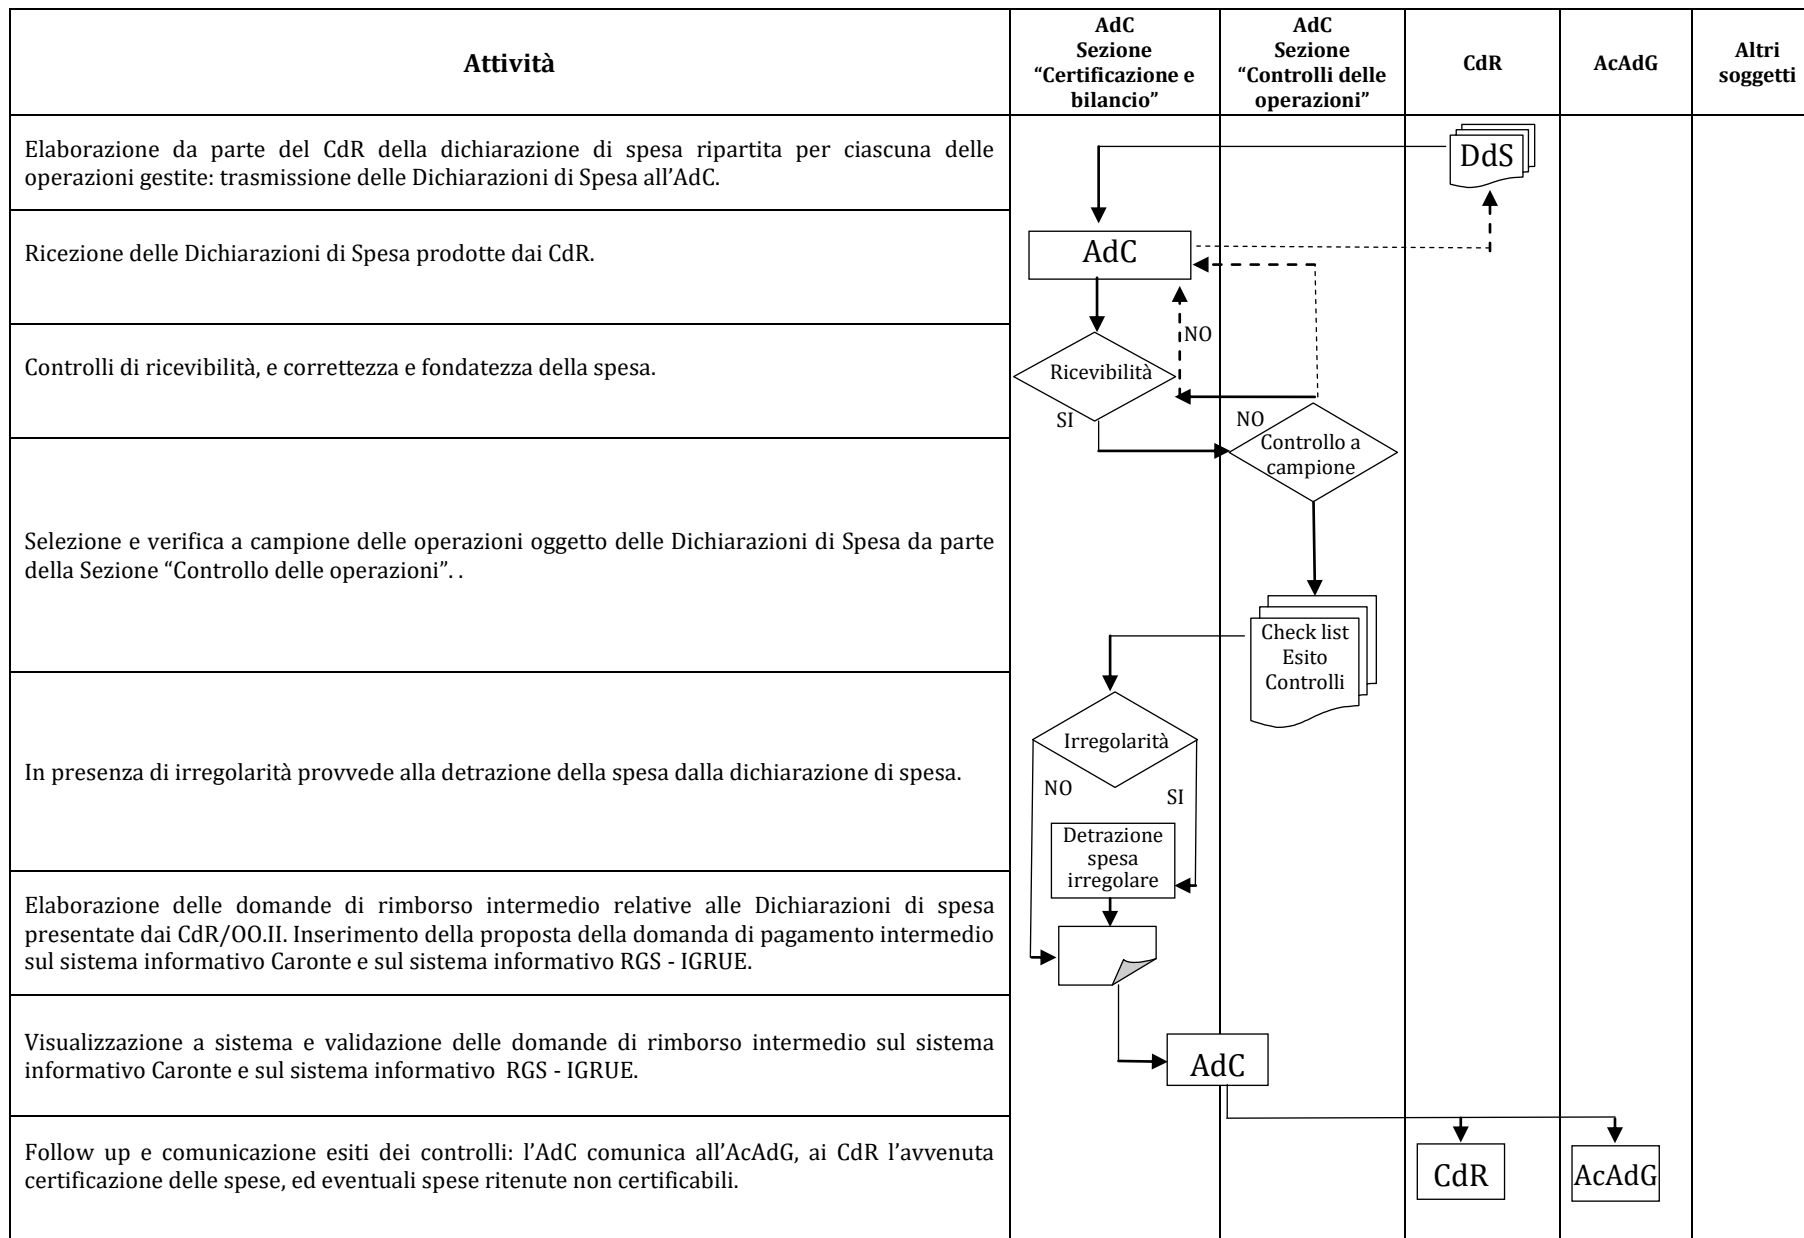 Attività
AdC
Sezione
“Certificazione e
bilancio”
AdC
Sezione
“Controlli delle
operazioni”
CdR
AcAdG
Altri
soggetti
Elaborazione da parte del CdR della dichiarazione di spesa ripartita per ciascuna delle
operazioni gestite: trasmissione delle Dichiarazioni di Spesa all’AdC.
DdS
Ricezione delle Dichiarazioni di Spesa prodotte dai CdR.
AdC
NO
Controlli di ricevibilità, e correttezza e fondatezza della spesa.
Ricevibilità
SI
NO
Controllo a
campione
Selezione e verifica a campione delle operazioni oggetto delle Dichiarazioni di Spesa da parte
della Sezione “Controllo delle operazioni”. .
Check list
Esito
Controlli
In presenza di irregolarità provvede alla detrazione della spesa dalla dichiarazione di spesa.
Irregolarità
NO
SI
Detrazione
spesa
irregolare
Elaborazione delle domande di rimborso intermedio relative alle Dichiarazioni di spesa
presentate dai CdR/OO.II. Inserimento della proposta della domanda di pagamento intermedio
sul sistema informativo Caronte e sul sistema informativo RGS - IGRUE.
Visualizzazione a sistema e validazione delle domande di rimborso intermedio sul sistema
informativo Caronte e sul sistema informativo RGS - IGRUE.
AdC
Follow up e comunicazione esiti dei controlli: l’AdC comunica all’AcAdG, ai CdR l’avvenuta
certificazione delle spese, ed eventuali spese ritenute non certificabili.
CdR
AcAdG